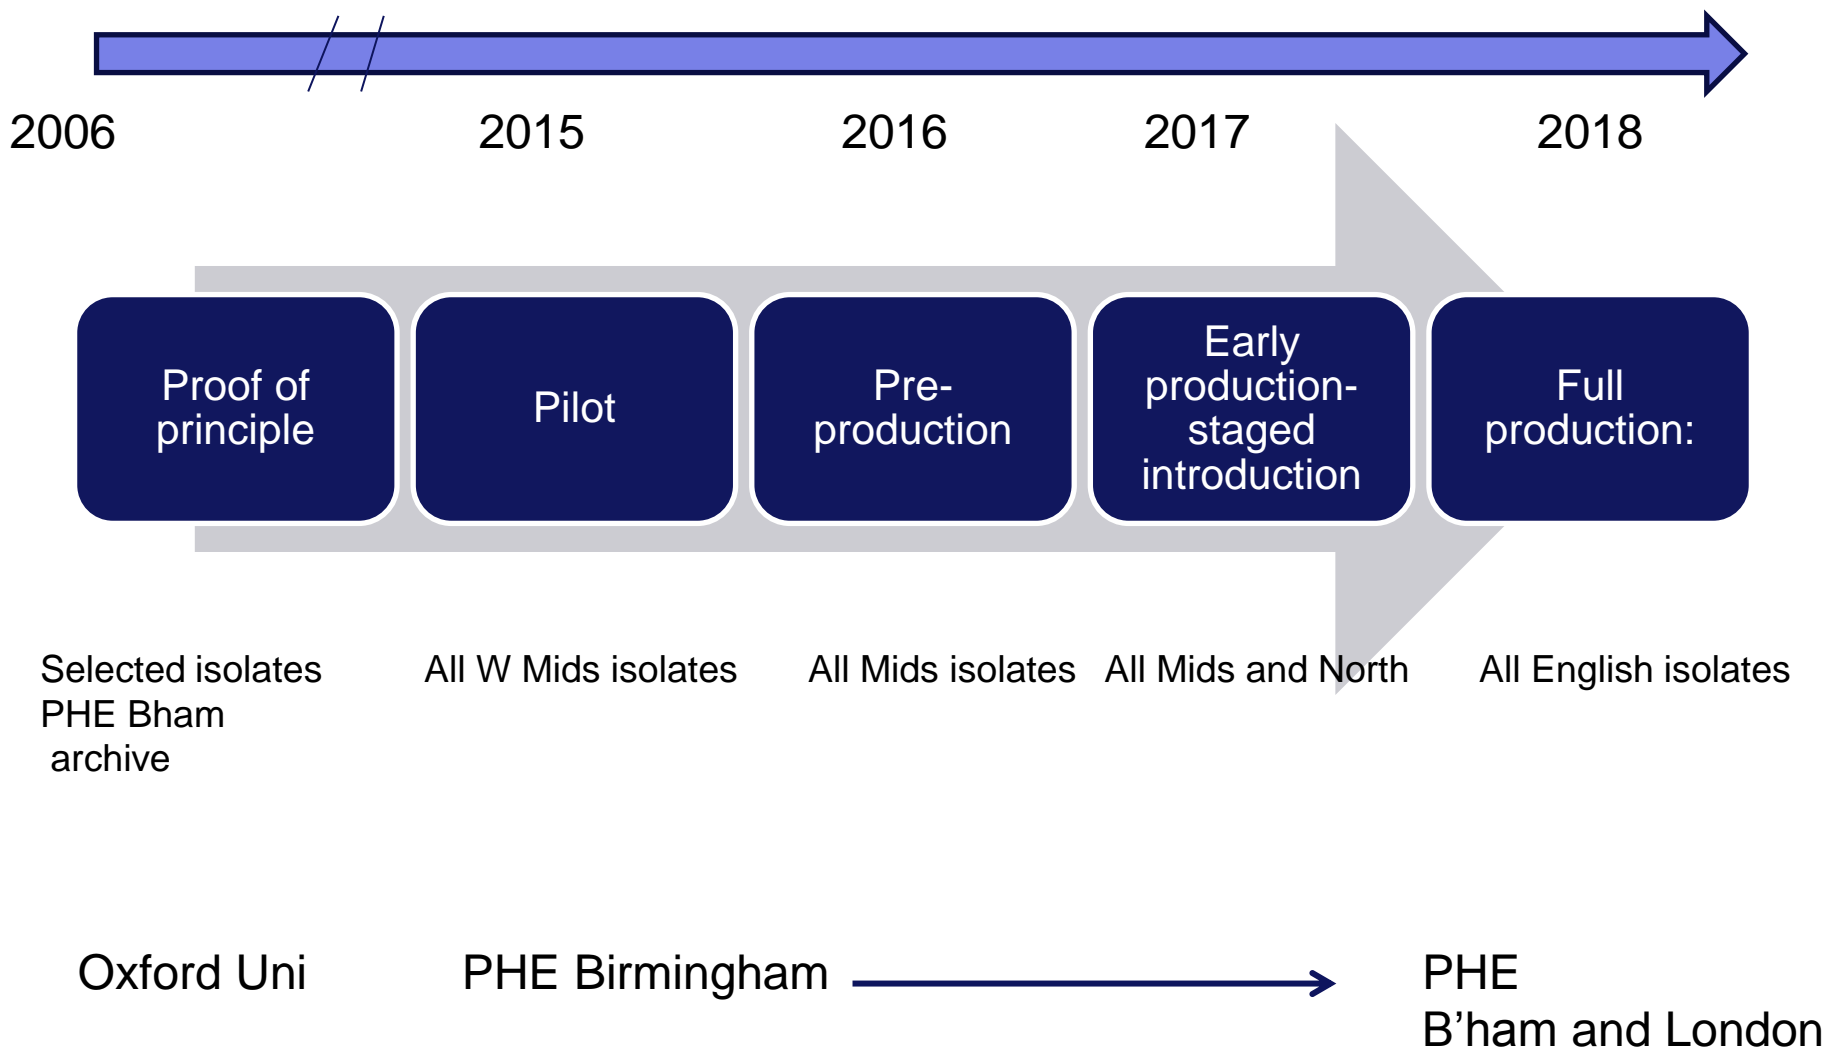 2006 2015 2016 2017 2018
Proof of
principle
Pilot
Pre-
production
Early
production-
staged
introduction
Full
production:
Selected isolates
PHE Bham
archive
All W Mids isolates
All Mids isolates
All Mids and North
All English isolates
Oxford Uni
PHE Birmingham
PHE
B’ham and London